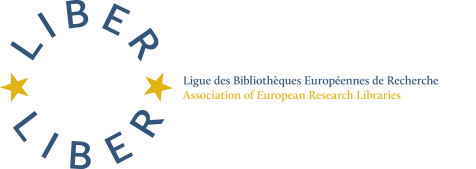 LIBER
LIBER
Ligue des Bibliothèques Européennes de Recherche
Association of European Research Libraries